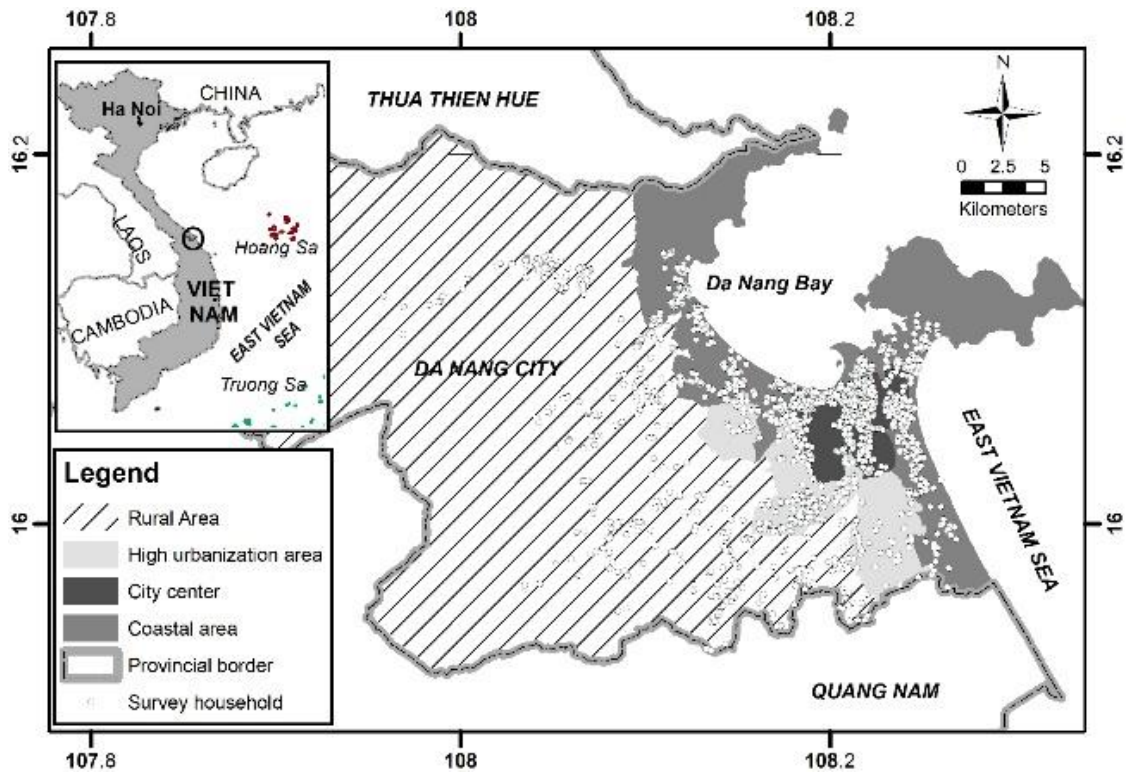 107.8
108
108.2
N
THUA THIEN HUE
CHINA
Ha Noi
16.2
16.2
0 2.5 5
Kilometers
LAOS
Hoang Sa
Da Nang Bay
VIET
NAM
CAMBODIA
EAST VIETNAM
SEA
DA NANG CITY
Truong Sa
EAST VIETNAM SEA
Legend
Rural Area
16
16
High urbanization area
City center
Coastal area
Provincial border
Survey household
QUANG NAM
107.8
108
108.2